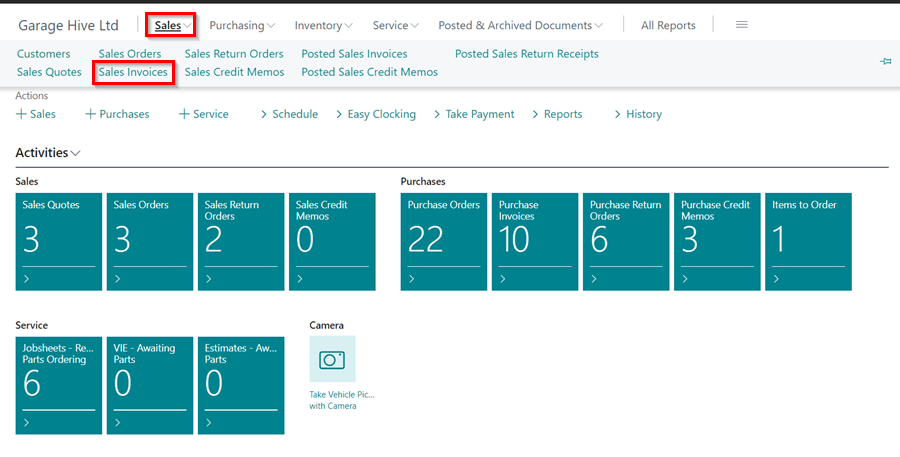 Garage Hive Ltd Sales Purchasing Inventory Service Posted & Archived Documents All Reports
Customers Sales Orders Sales Return Orders Posted Sales Invoices Posted Sales Return Receipts
Sales Quotes Sales Invoices Sales Credit Memos Posted Sales Credit Memos
Actions
+ Sales + Purchases + Service > Schedule > Easy Clocking > Take Payment > Reports > History
Activities
Sales
Sales Quotes
3
Sales Orders
3
Sales Return
Orders
2
Sales Credit
Memos
0
Purchases
Purchase Orders
22
Purchase
Invoices
10
Purchase Return
Orders
6
Purchase Credit
Memos
3
Items to Order
1
Service
Jobsheets - Re...
Parts Ordering
6
VIE - Awaiting
Parts
0
Estimates - Aw...
Parts
0
Camera
Take Vehicle Pic...
with Camera